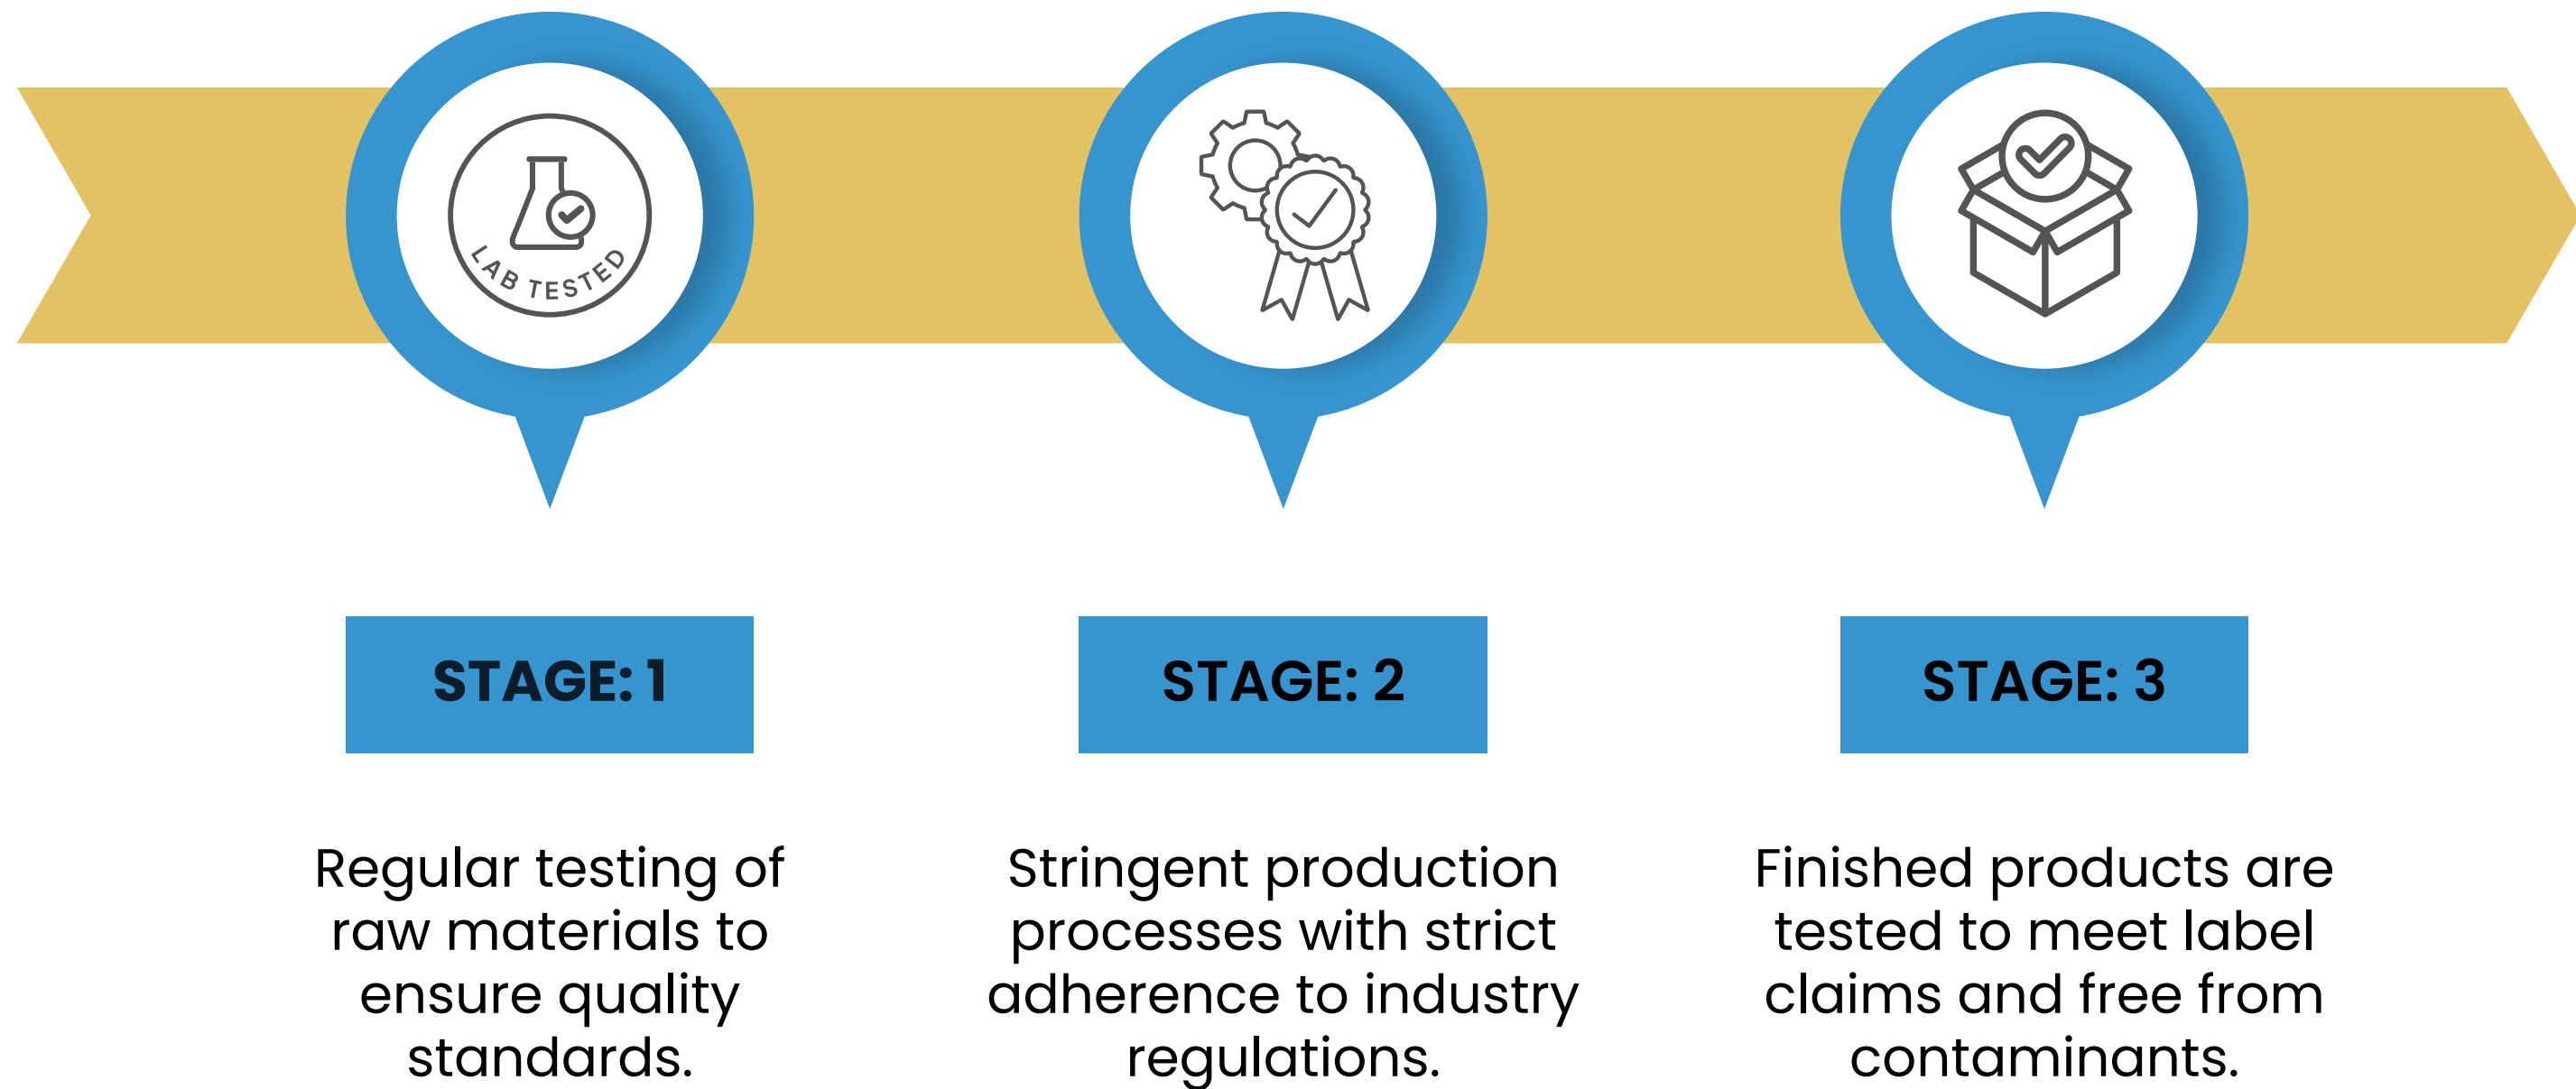 LAB TESTED
STAGE: 1
Regular testing of
raw materials to
ensure quality
standards.
STAGE: 2
Stringent production
processes with strict
adherence to industry
regulations.
STAGE: 3
Finished products are
tested to meet label
claims and free from
contaminants.